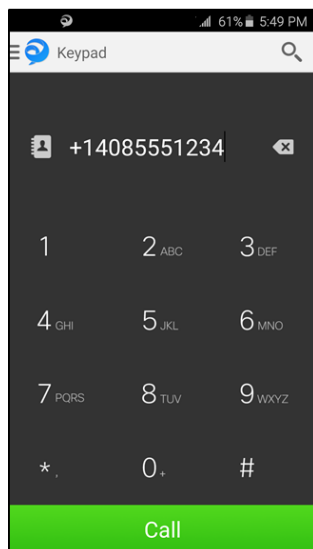 61% 5:49 PM
Keypad
+14085551234
1 2 ABC 3 DEF
4 GHI 5 JKL 6 MNO
7 PQRS 8 TUV 9 WXYZ
* , 0 + #
Call